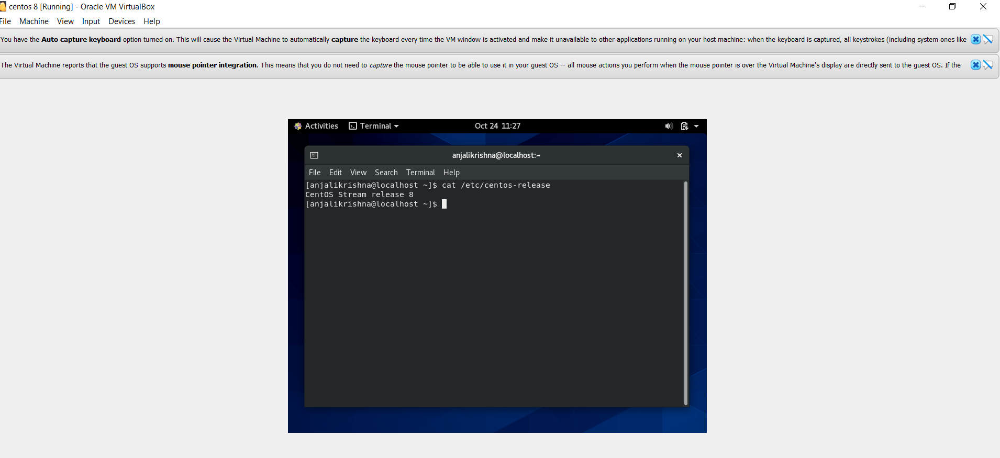 centos 8 [Running] - Oracle VM VirtualBox
File Machine View Input Devices Help
You have the Auto capture keyboard option turned on. This will cause the Virtual Machine to automatically capture the keyboard every time the VM window is activated and make it unavailable to other applications running on your host machine: when the keyboard is captured, all keystrokes (including system ones like
The Virtual Machine reports that the guest OS supports mouse pointer integration. This means that you do not need to capture the mouse pointer to be able to use it in your guest OS -- all mouse actions you perform when the mouse pointer is over the Virtual Machine's display are directly sent to the guest OS. If the
Activities Terminal Oct 24 11:27
anjalikrishna@localhost:~
File Edit View Search Terminal Help
[anjalikrishna@localhost ~]$ cat /etc/centos-release
CentOS Stream release 8
[anjalikrishna@localhost ~]$